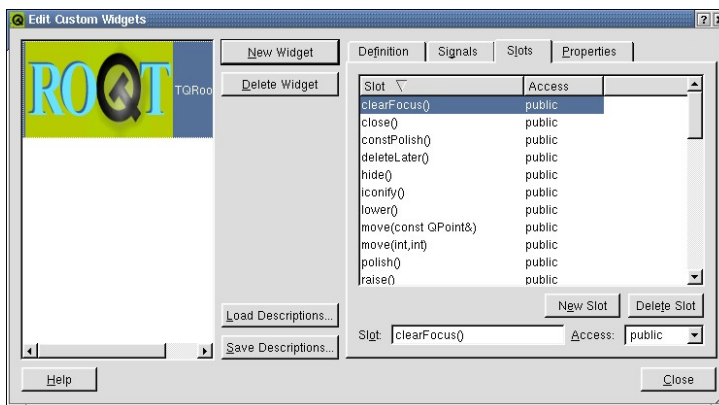 Edit Custom Widgets
ROQT
TQRoo
New Widget
Delete Widget
Load Descriptions...
Save Descriptions...
Definition Signals Slots Properties
Slot Access
clearFocus() public
close() public
constPolish() public
deleteLater() public
hide() public
iconify() public
lower() public
move(const QPoint&) public
move(int,int) public
polish() public
raise() public
New Slot Delete Slot
Slot: clearFocus() Access: public
Help Close